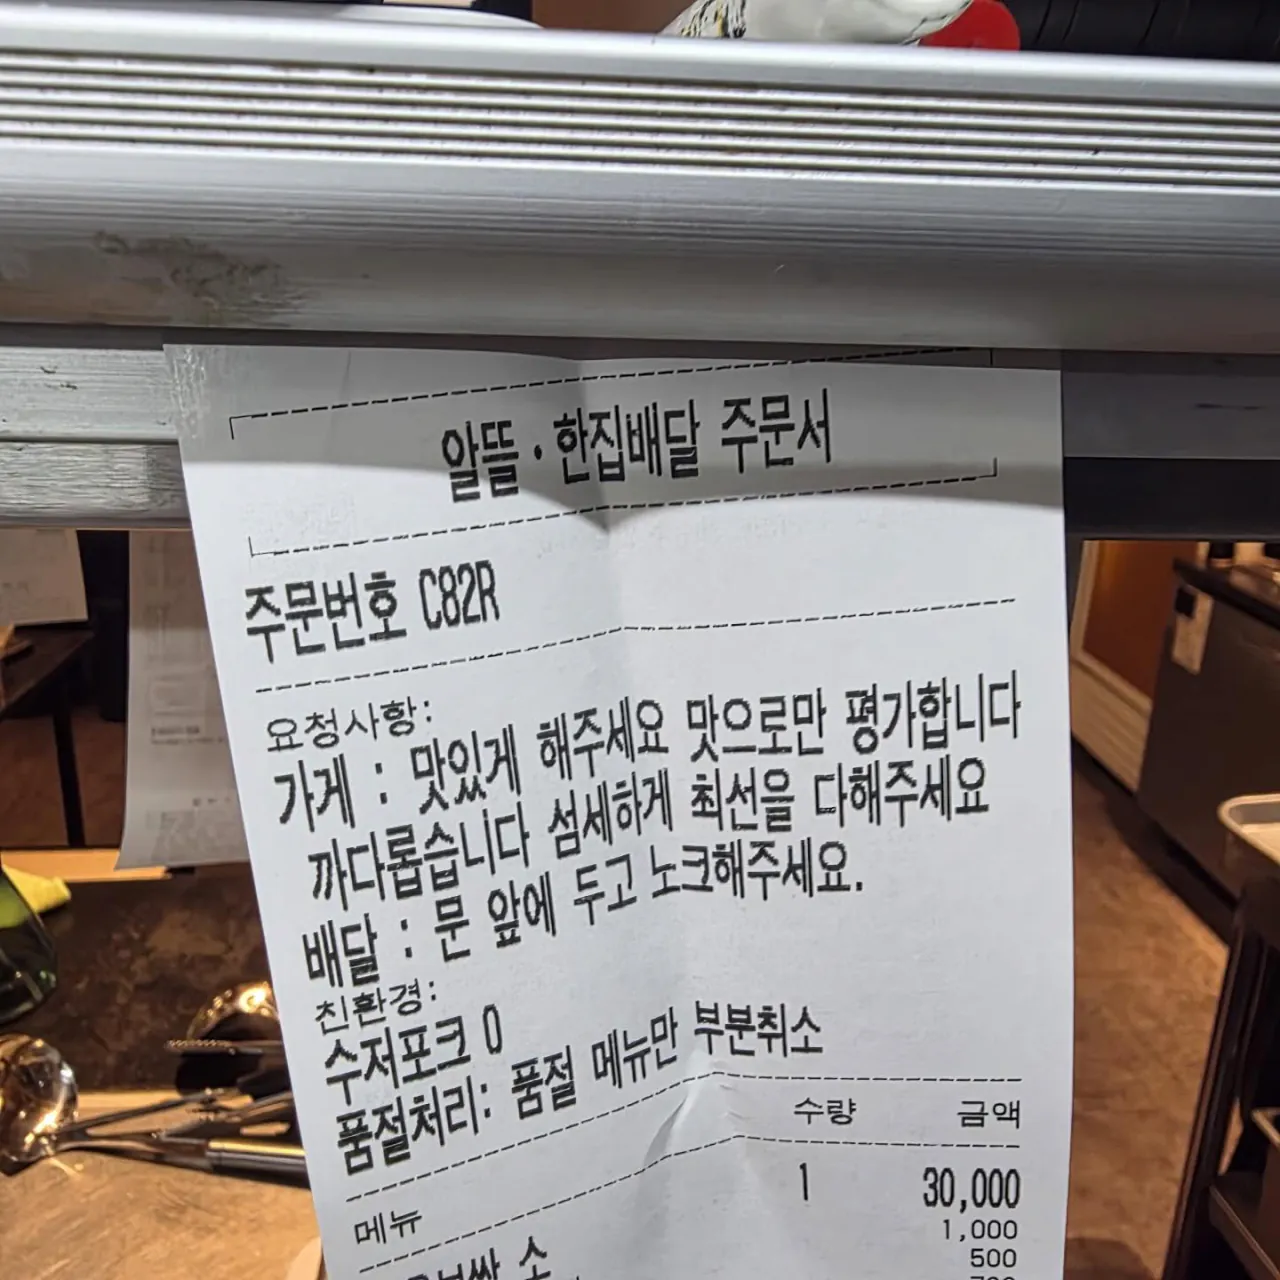 알뜰·한집배달 주문서
주문번호 C82R
요청사항:
가게 : 맛있게 해주세요 맛으로만 평가합니다
까다롭습니다 섬세하게 최선을 다해주세요
배달 : 문 앞에 두고 노크해주세요.
친환경:
수저포크 O
품절처리: 품절 메뉴만 부분취소
메뉴 수량 금액
소 1 30,000
1,000
500